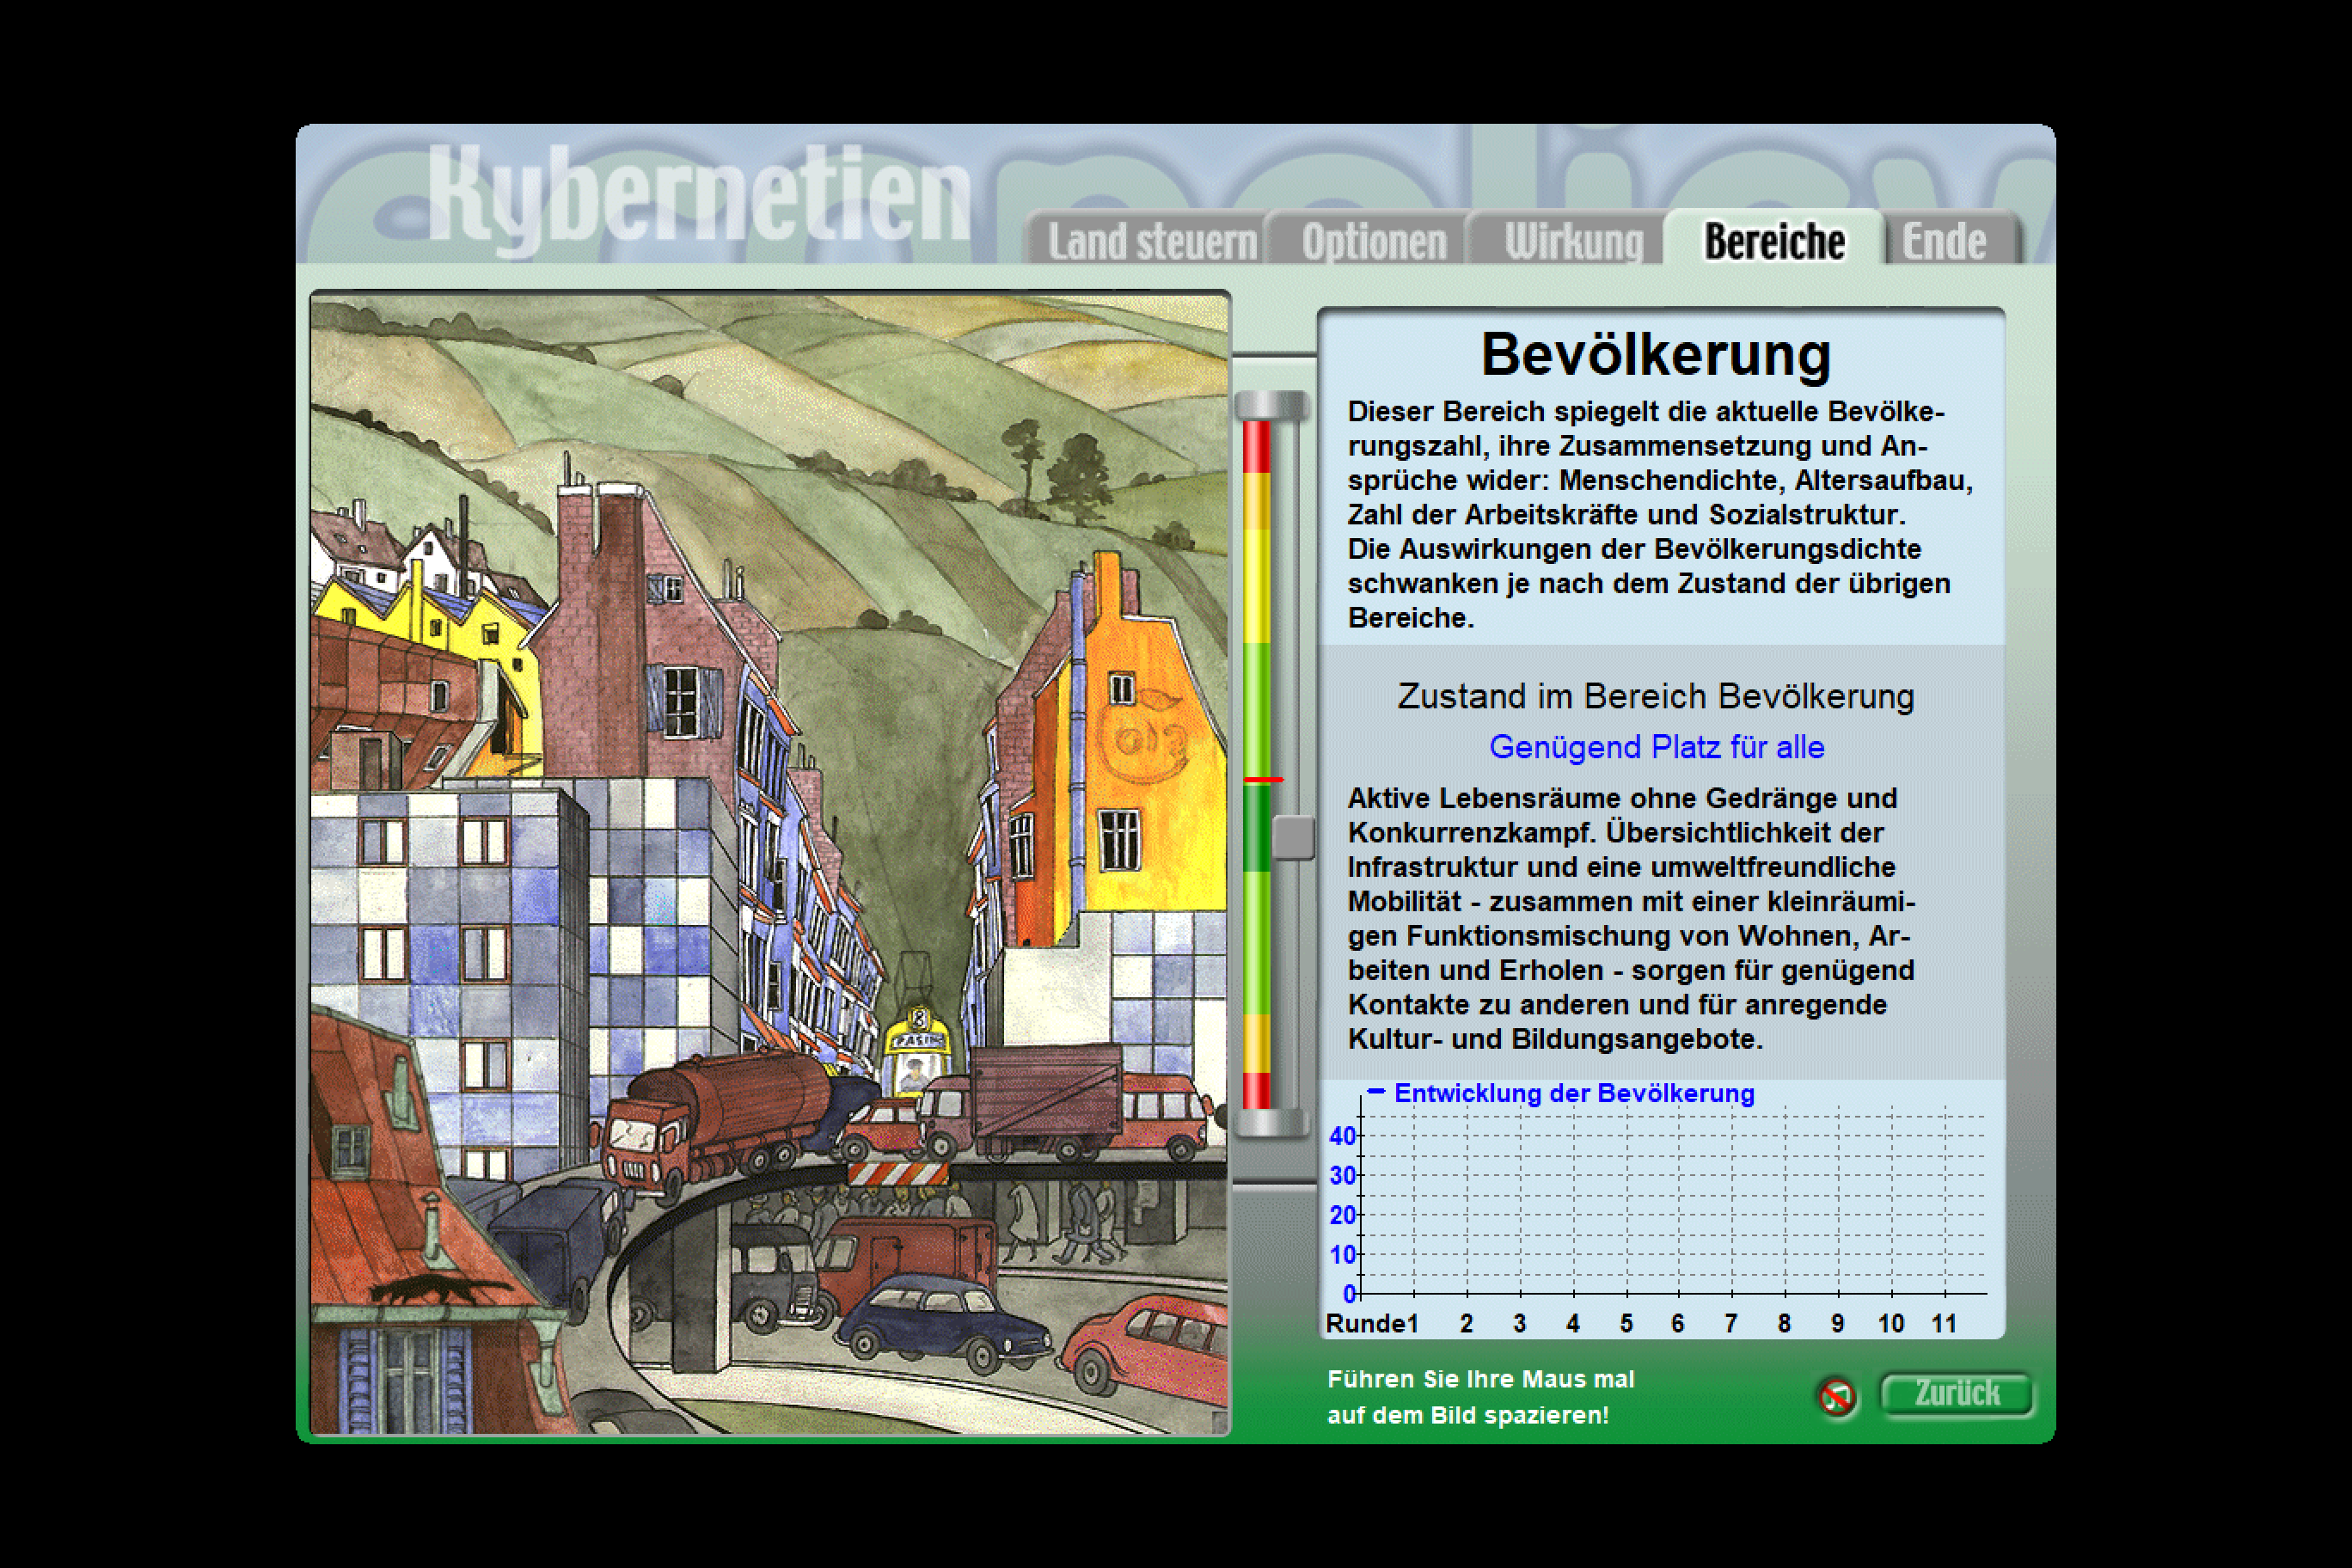 Kybernetien
Land steuern
Optionen
Wirkung
Bereiche
Ende
Bevölkerung
Dieser Bereich spiegelt die aktuelle Bevölke-
rungszahl, ihre Zusammensetzung und An-
sprüche wider: Menschendichte, Altersaufbau,
Zahl der Arbeitskräfte und Sozialstruktur.
Die Auswirkungen der Bevölkerungsdichte
schwanken je nach dem Zustand der übrigen
Bereiche.
Zustand im Bereich Bevölkerung
Genügend Platz für alle
Aktive Lebensräume ohne Gedränge und
Konkurrenzkampf. Übersichtlichkeit der
Infrastruktur und eine umweltfreundliche
Mobilität - zusammen mit einer kleinräumi-
gen Funktionsmischung von Wohnen, Ar-
beiten und Erholen - sorgen für genügend
Kontakte zu anderen und für anregende
Kultur- und Bildungsangebote.
8
PASING
Entwicklung der Bevölkerung
40
30
20
10
0
Runde1 2 3 4 5 6 7 8 9 10 11
Führen Sie Ihre Maus mal
auf dem Bild spazieren!
Zurück